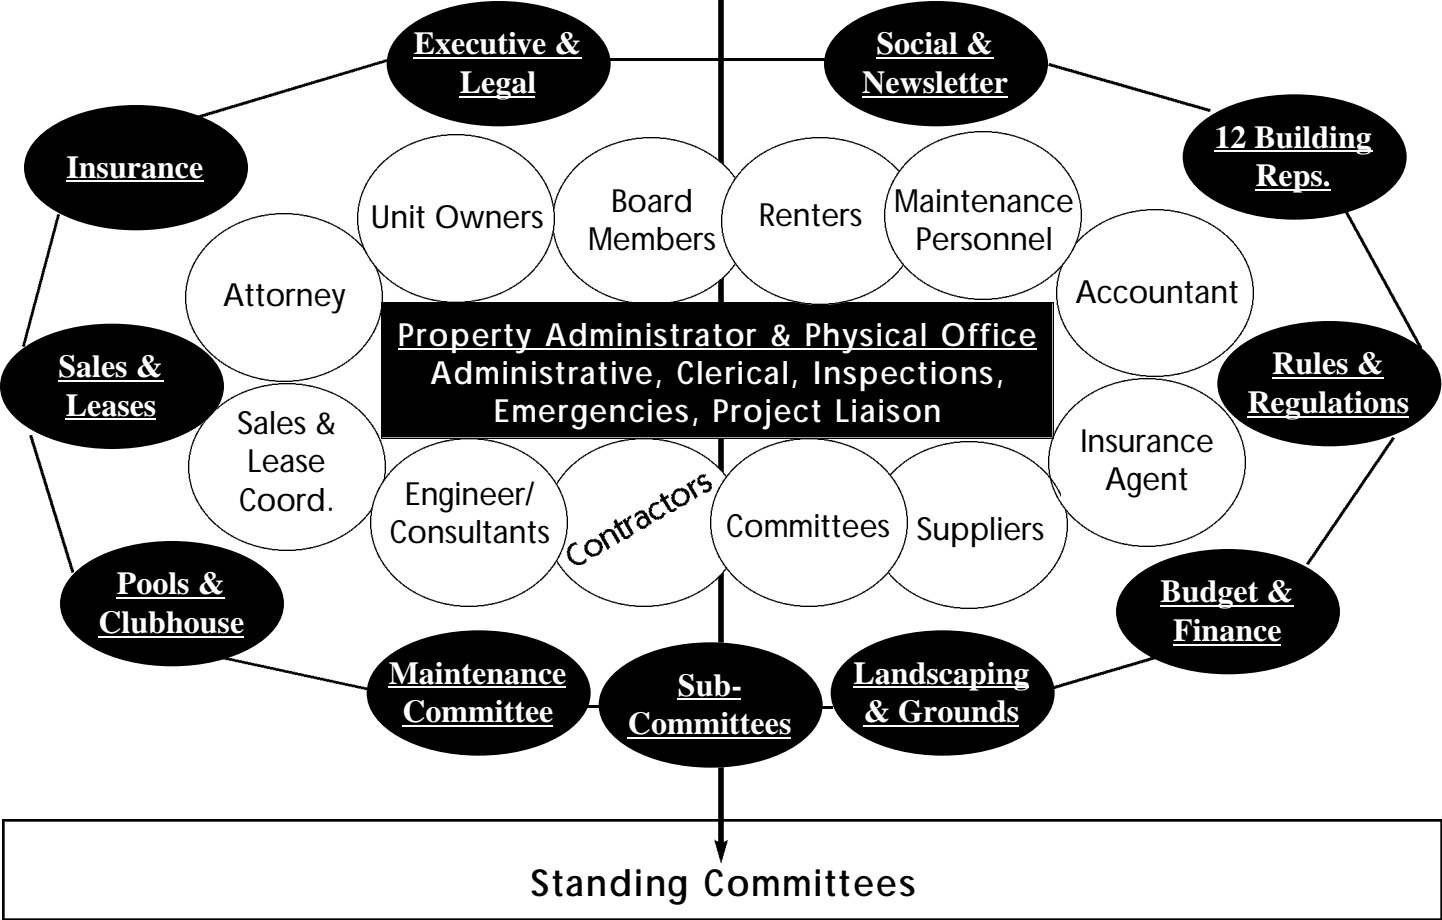 Executive &
Legal
Social &
Newsletter
Insurance
12 Building
Reps.
Unit Owners
Board
Members
Renters
Maintenance
Personnel
Attorney
Accountant
Property Administrator & Physical Office
Administrative, Clerical, Inspections,
Emergencies, Project Liaison
Sales &
Leases
Rules &
Regulations
Sales &
Lease
Coord.
Insurance
Agent
Engineer/
Consultants
Contractors
Committees
Suppliers
Pools &
Clubhouse
Budget &
Finance
Maintenance
Committee
Sub-
Committees
Landscaping
& Grounds
Standing Committees